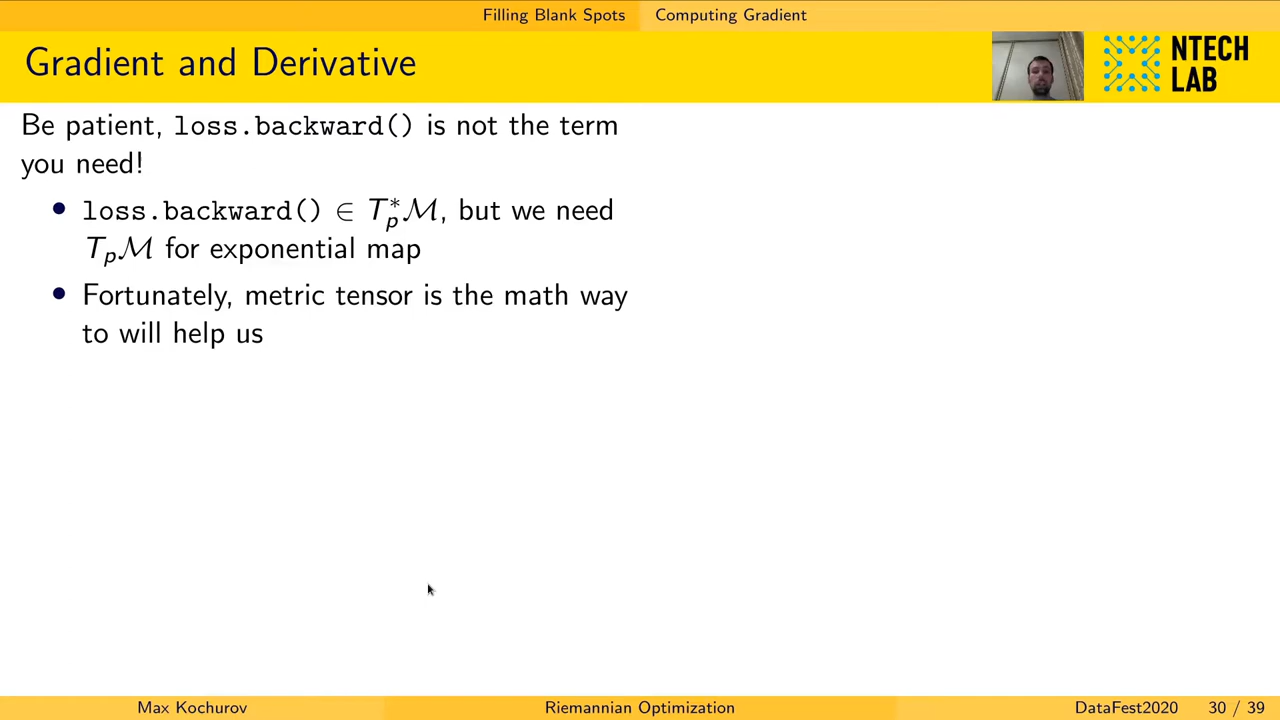 Filling Blank Spots Computing Gradient
Gradient and Derivative
NTECH
LAB
Be patient, loss.backward() is not the term
you need!
• loss.backward() ∈ T*pℳ, but we need
Tpℳ for exponential map
• Fortunately, metric tensor is the math way
to will help us
Max Kochurov Riemannian Optimization DataFest2020 30 / 39